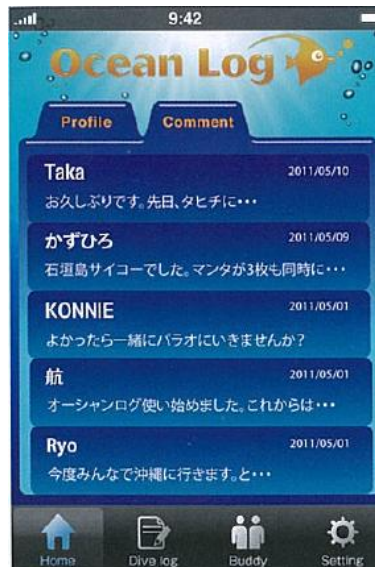 9:42
Ocean Log
Profile Comment
Taka 2011/05/10
お久しぶりです。先日、タヒチに・・・
かずひろ 2011/05/09
石垣島サイコーでした。マンタが3枚も同時に・・・
KONNIE 2011/05/01
よかったら一緒にパラオにいきませんか?
航 2011/05/01
オーシャンログ使い始めました。これからは・・・
Ryo 2011/05/01
今度みんなで沖縄に行きます。と・・・
Home Dive log Buddy Setting